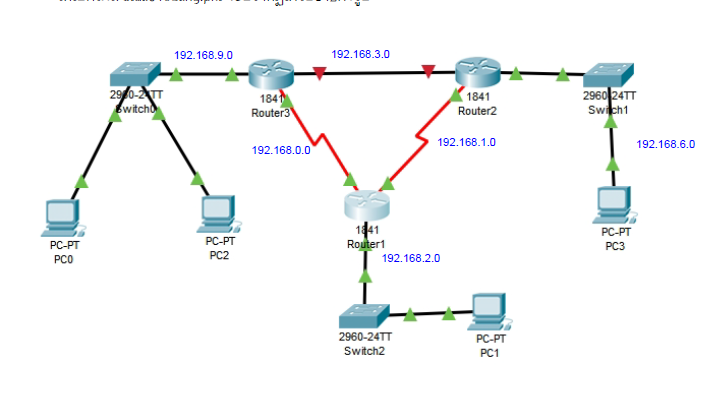 192.168.9.0
192.168.3.0
2960-24TT
Switch0
1841
Router3
1841
Router2
2960-24TT
Switch1
192.168.0.0
192.168.1.0
192.168.6.0
PC-PT
PC0
PC-PT
PC2
1841
Router1
PC-PT
PC3
192.168.2.0
2960-24TT
Switch2
PC-PT
PC1